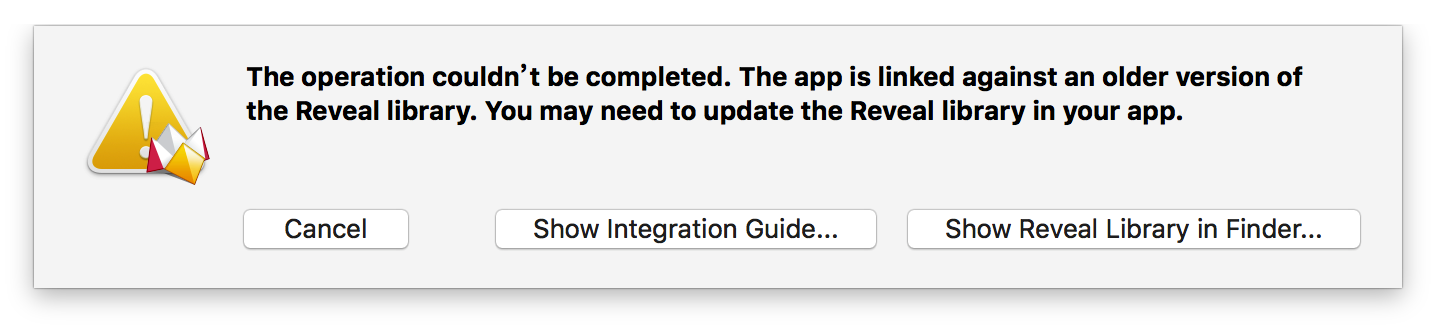 The operation couldn’t be completed. The app is linked against an older version of
the Reveal library. You may need to update the Reveal library in your app.
Cancel
Show Integration Guide...
Show Reveal Library in Finder...